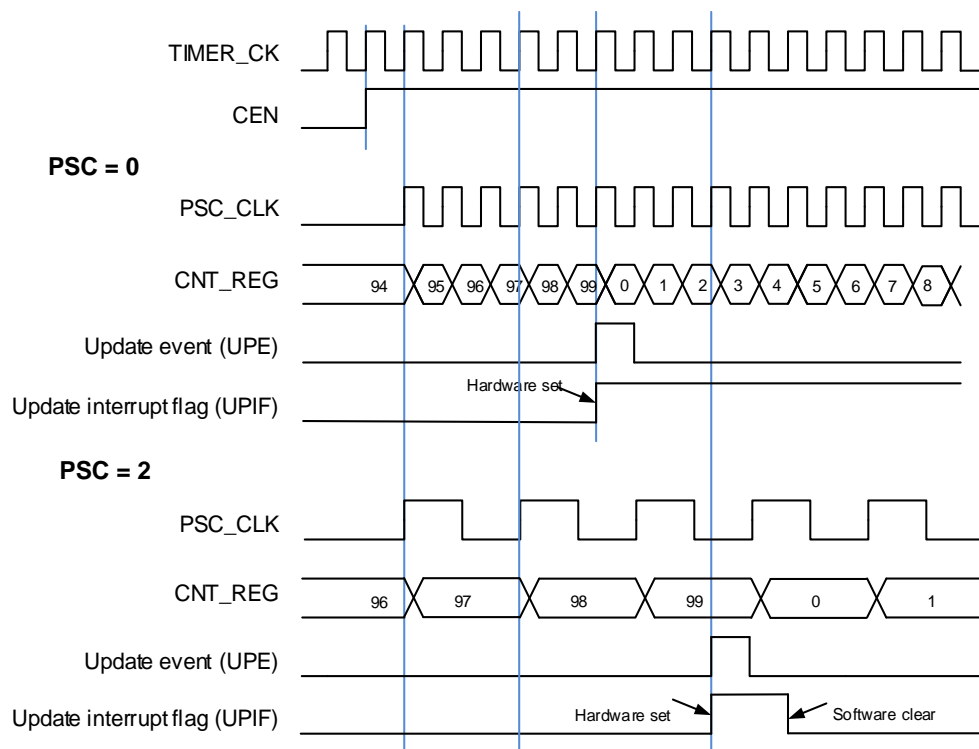 TIMER_CK
CEN
PSC = 0
PSC_CLK
CNT_REG 94 95 96 97 98 99 0 1 2 3 4 5 6 7 8
Update event (UPE)
Hardware set
Update interrupt flag (UPIF)
PSC = 2
PSC_CLK
CNT_REG 96 97 98 99 0 1
Update event (UPE)
Update interrupt flag (UPIF) Hardware set Software clear